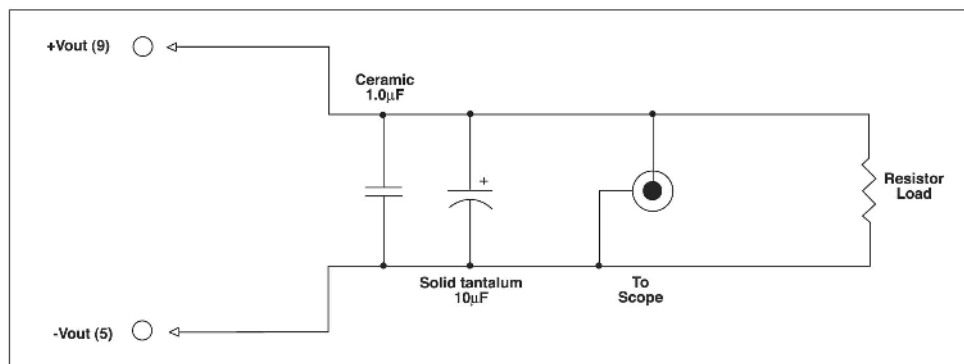 +Vout (9)
Ceramic
1.0µF
+
Resistor
Load
Solid tantalum
10µF
To
Scope
-Vout (5)